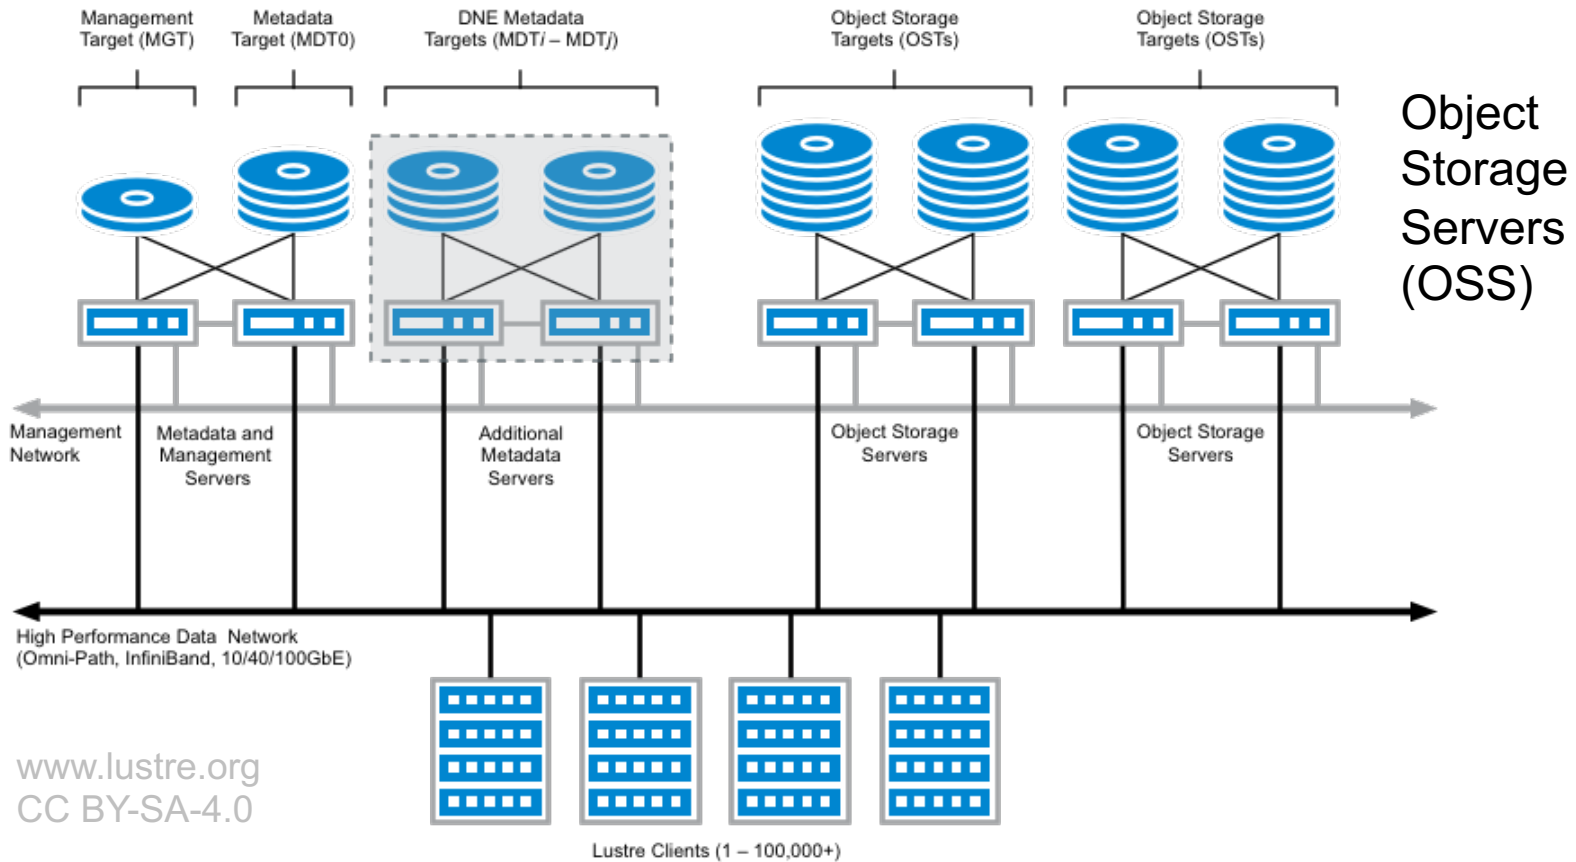 Management
Target (MGT)
Metadata
Target (MDT0)
DNE Metadata
Targets (MDTi – MDTj)
Object Storage
Targets (OSTs)
Object Storage
Targets (OSTs)
Object
Storage
Servers
(OSS)
Management
Network
Metadata and
Management
Servers
Additional
Metadata
Servers
Object Storage
Servers
Object Storage
Servers
High Performance Data Network
(Omni-Path, InfiniBand, 10/40/100GbE)
www.lustre.org
CC BY-SA-4.0
Lustre Clients (1 – 100,000+)